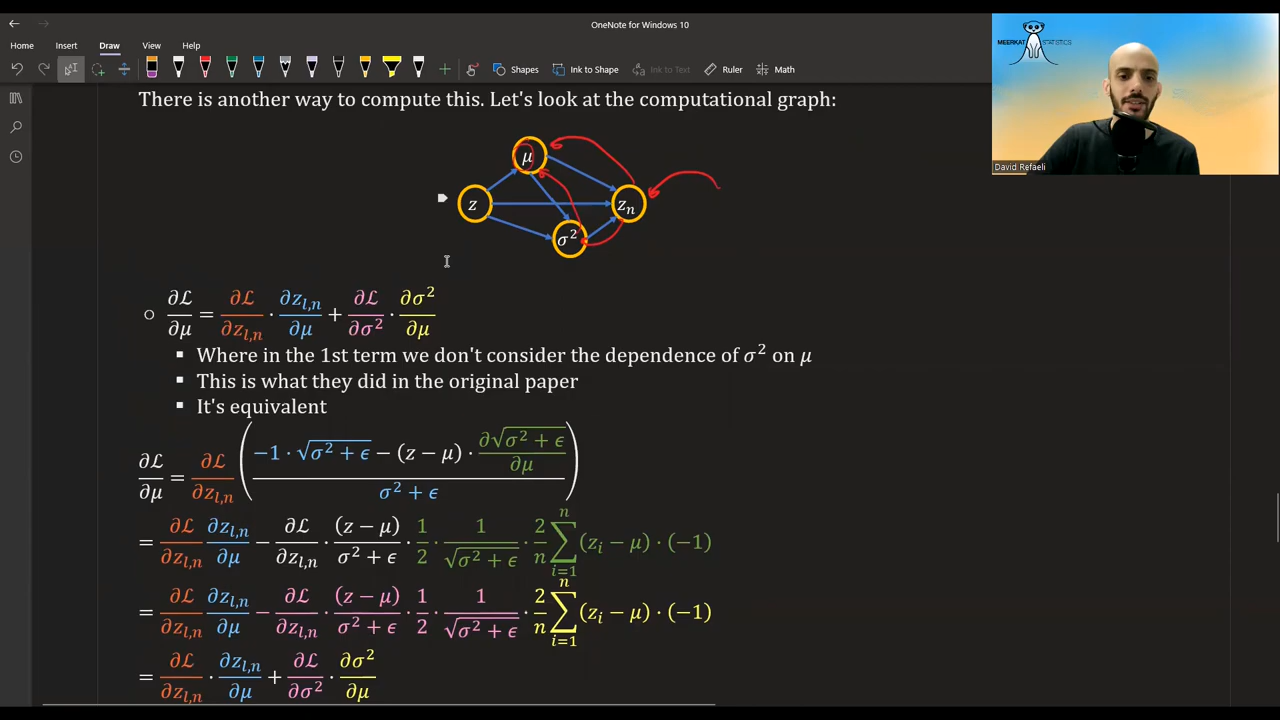 OneNote for Windows 10
MEERKAT STATISTICS
Home Insert Draw View Help
Shapes Ink to Shape Ink to Text Ruler Math
David Refaeli
There is another way to compute this. Let's look at the computational graph:
μ
z
zₙ
σ²
∂ℒ/∂μ = ∂ℒ/∂z_{l,n} · ∂z_{l,n}/∂μ + ∂ℒ/∂σ² · ∂σ²/∂μ
Where in the 1st term we don't consider the dependence of σ² on μ
This is what they did in the original paper
It's equivalent
∂ℒ/∂μ = ∂ℒ/∂z_{l,n} ((−1 · √(σ² + ϵ) − (z − μ) · ∂√(σ² + ϵ)/∂μ)/(σ² + ϵ))
= ∂ℒ/∂z_{l,n} ∂z_{l,n}/∂μ − ∂ℒ/∂z_{l,n} · (z − μ)/(σ² + ϵ) · 1/2 · 1/√(σ² + ϵ) · 2/n ∑_{i=1}^{n} (z_i − μ) · (−1)
= ∂ℒ/∂z_{l,n} ∂z_{l,n}/∂μ − ∂ℒ/∂z_{l,n} · (z − μ)/(σ² + ϵ) · 1/2 · 1/√(σ² + ϵ) · 2/n ∑_{i=1}^{n} (z_i − μ) · (−1)
= ∂ℒ/∂z_{l,n} · ∂z_{l,n}/∂μ + ∂ℒ/∂σ² · ∂σ²/∂μ